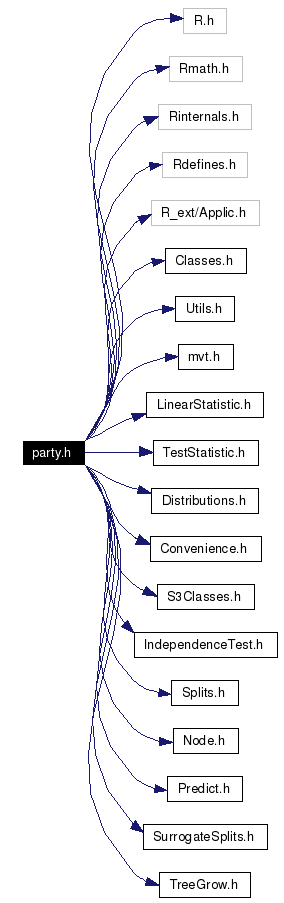 R.h
Rmath.h
Rinternals.h
Rdefines.h
R_ext/Applic.h
Classes.h
Utils.h
mvt.h
LinearStatistic.h
party.h
TestStatistic.h
Distributions.h
Convenience.h
S3Classes.h
IndependenceTest.h
Splits.h
Node.h
Predict.h
SurrogateSplits.h
TreeGrow.h